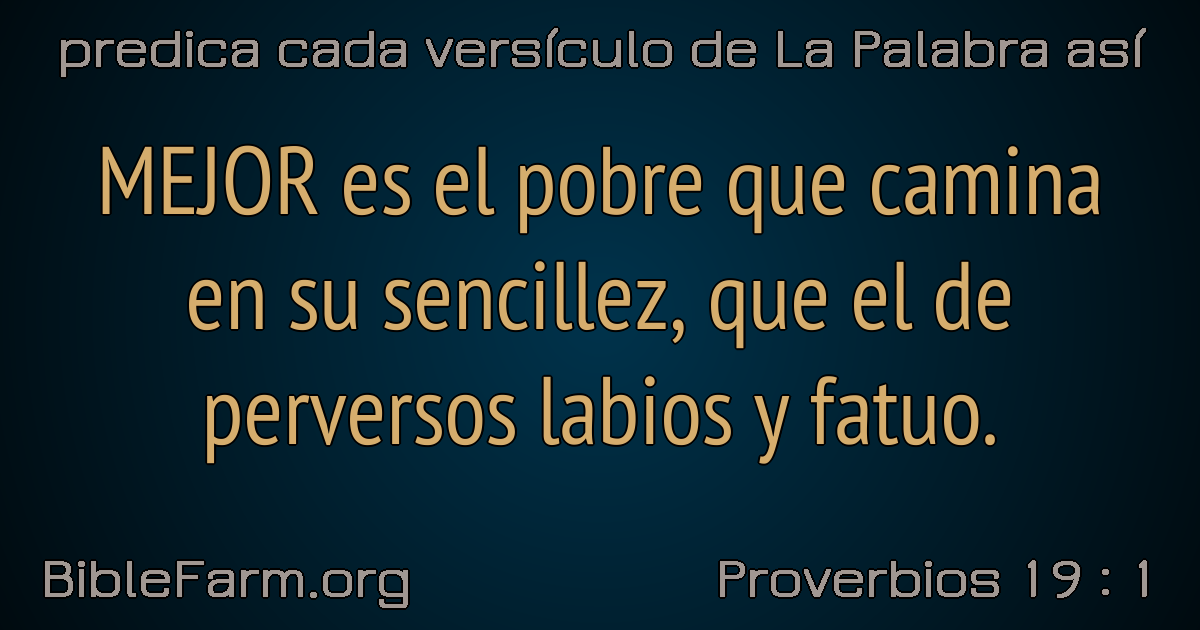 predica cada versículo de La Palabra así
MEJOR es el pobre que camina
en su sencillez, que el de
perversos labios y fatuo.
BibleFarm.org
Proverbios 19 : 1